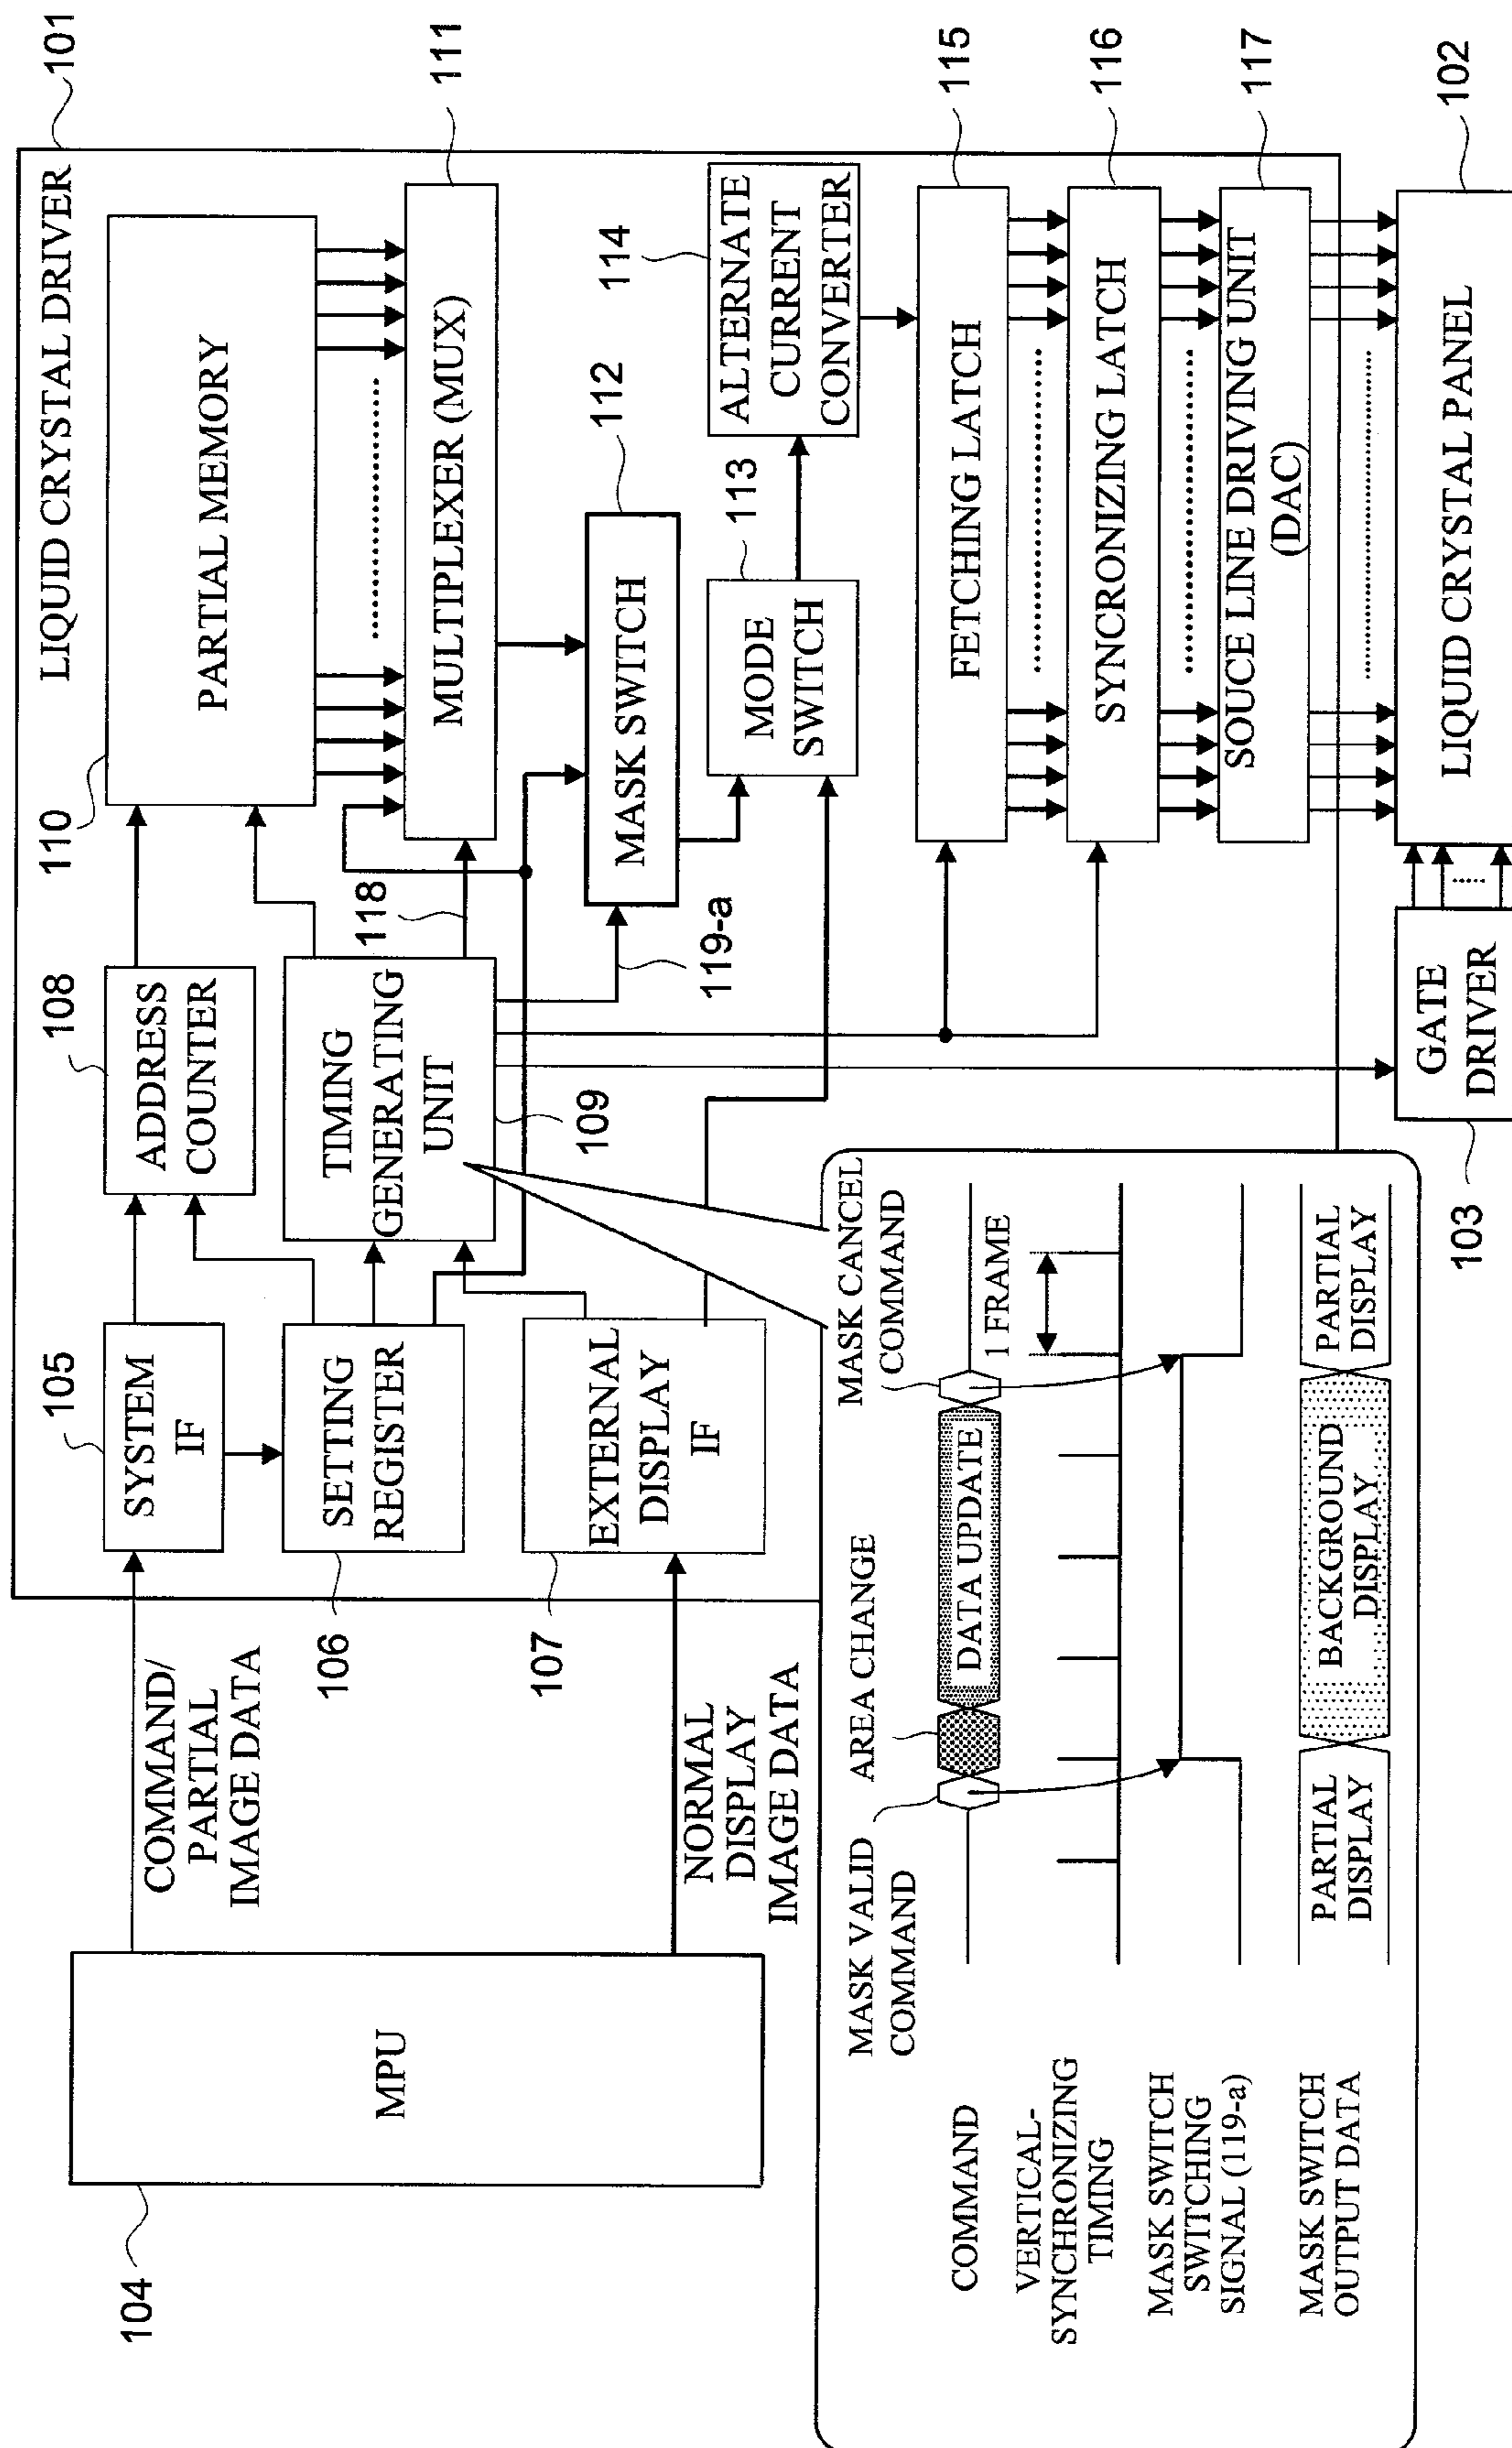 LIQUID CRYSTAL DRIVER
101
104
MPU
COMMAND/
PARTIAL
IMAGE DATA
NORMAL
DISPLAY
IMAGE DATA
105
SYSTEM
IF
106
SETTING
REGISTER
107
EXTERNAL
DISPLAY
IF
108
ADDRESS
COUNTER
TIMING
GENERATING
UNIT
109
110
PARTIAL MEMORY
118
MULTIPLEXER (MUX)
111
119-a
MASK SWITCH
112
MODE
SWITCH
113
ALTERNATE
CURRENT
CONVERTER
114
FETCHING LATCH
115
SYNCRONIZING LATCH
116
SOUCE LINE DRIVING UNIT
(DAC)
117
LIQUID CRYSTAL PANEL
102
GATE
DRIVER
103
MASK VALID
COMMAND
AREA CHANGE
MASK CANCEL
COMMAND
COMMAND
DATA UPDATE
VERTICAL-
SYNCHRONIZING
TIMING
1 FRAME
MASK SWITCH
SWITCHING
SIGNAL (119-a)
MASK SWITCH
OUTPUT DATA
PARTIAL
DISPLAY
BACKGROUND
DISPLAY
PARTIAL
DISPLAY